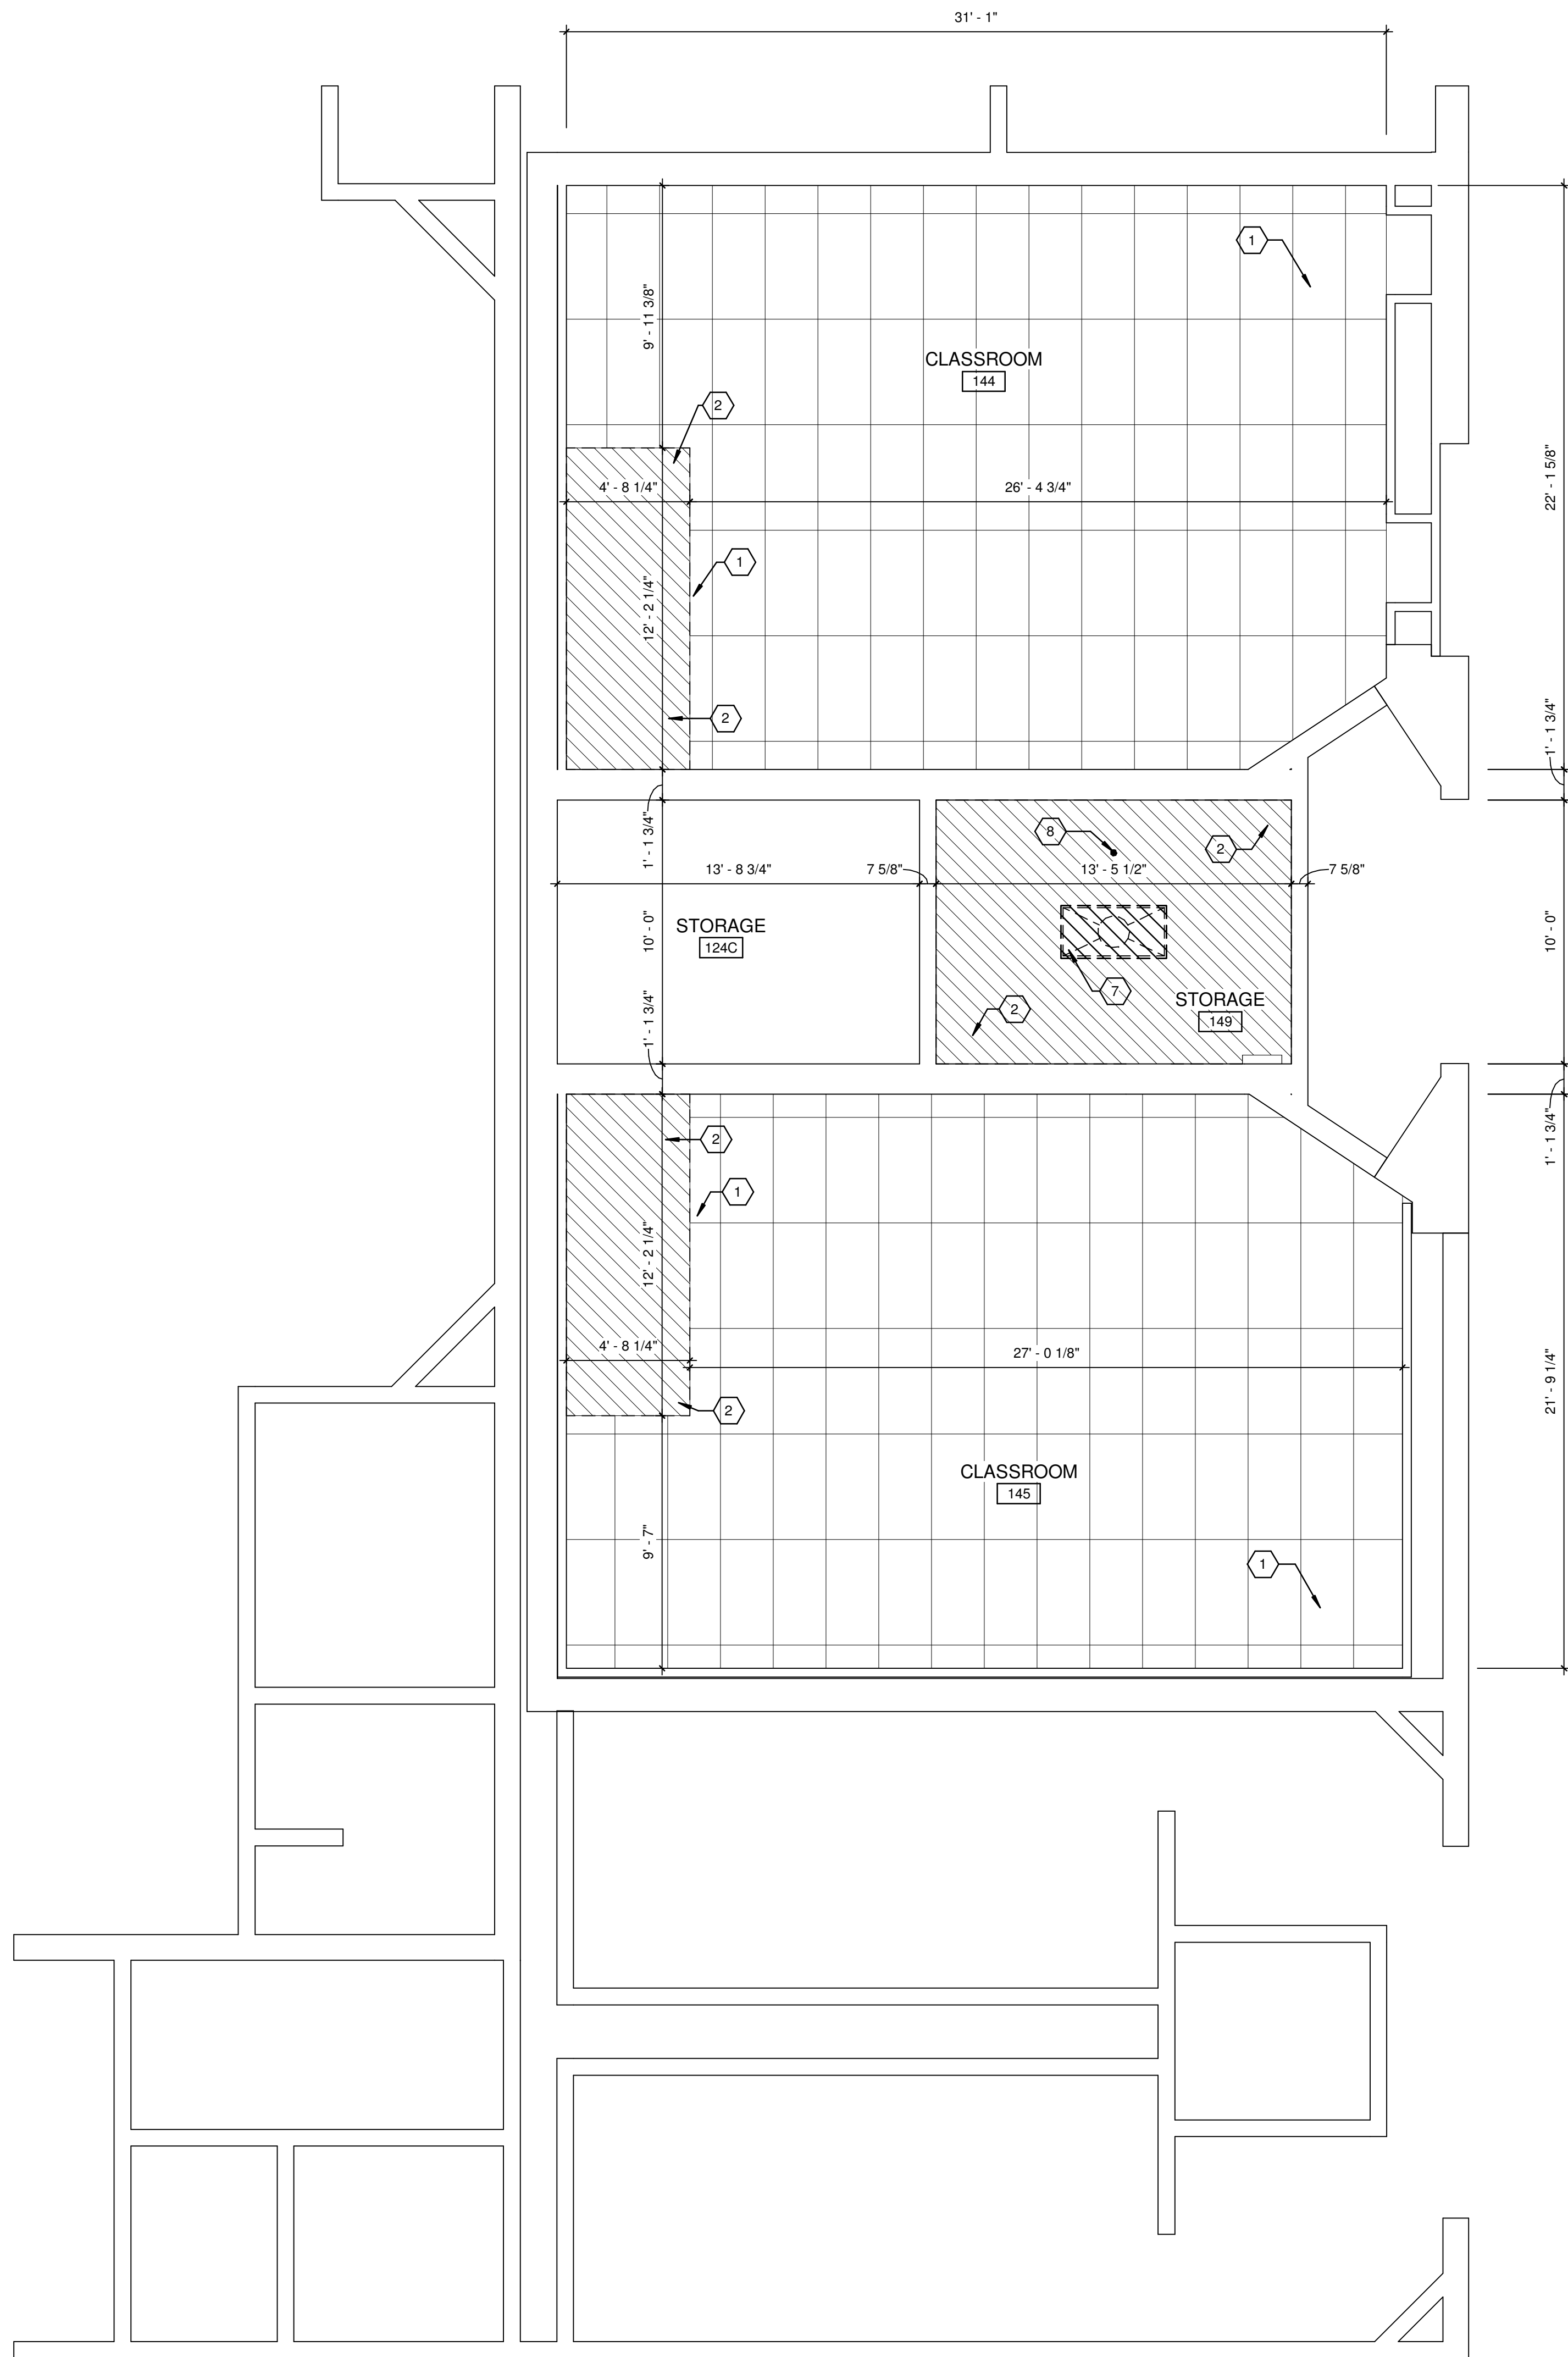 31' - 1"
1
9' - 11 3/8"
CLASSROOM
144
2
4' - 8 1/4"
26' - 4 3/4"
22' - 1 5/8"
1
12' - 2 1/4"
2
1' - 1 3/4"
1' - 1 3/4"
8
2
13' - 8 3/4"
7 5/8"
13' - 5 1/2"
7 5/8"
STORAGE
124C
10' - 0"
10' - 0"
7
STORAGE
149
2
1' - 1 3/4"
1' - 1 3/4"
2
1
12' - 2 1/4"
4' - 8 1/4"
27' - 0 1/8"
21' - 9 1/4"
2
CLASSROOM
145
9' - 7"
1